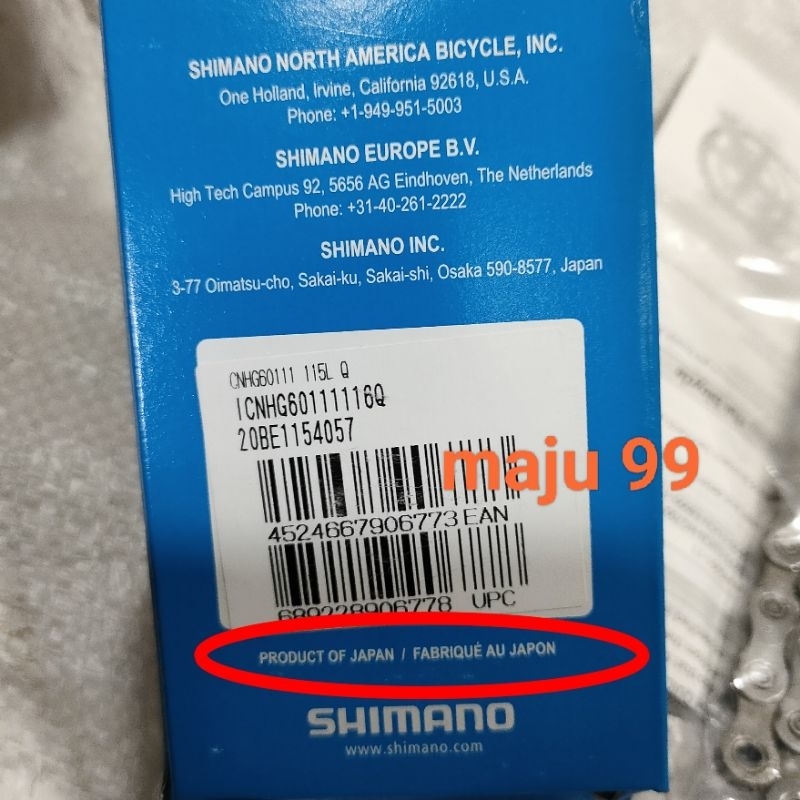 SHIMANO NORTH AMERICA BICYCLE, INC.
One Holland, Irvine, California 92618, U.S.A.
Phone: +1-949-951-5003
SHIMANO EUROPE B.V.
High Tech Campus 92, 5656 AG Eindhoven, The Netherlands
Phone: +31-40-261-2222
SHIMANO INC.
3-77 Oimatsu-cho, Sakai-ku, Sakai-shi, Osaka 590-8577, Japan
CNHG60111 115L Q
ICNHG60111116Q
20BE1154057
maju 99
4524667906773 EAN
689228906778 UPC
PRODUCT OF JAPAN / FABRIQUÉ AU JAPON
SHIMANO
www.shimano.com